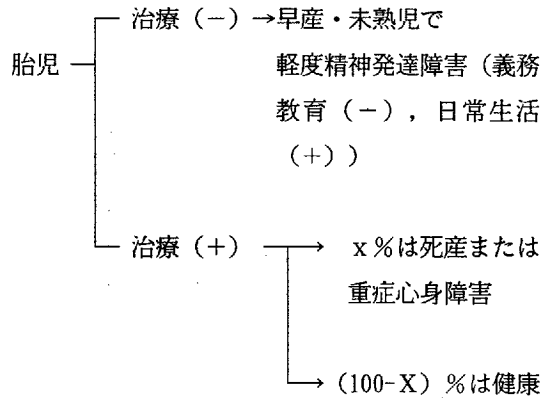 治療（－）→早産・未熟児で
胎児
軽度精神発達障害（義務
教育（－），日常生活
（＋））
治療（＋）
x％は死産または
重症心身障害
(100-X）％は健康